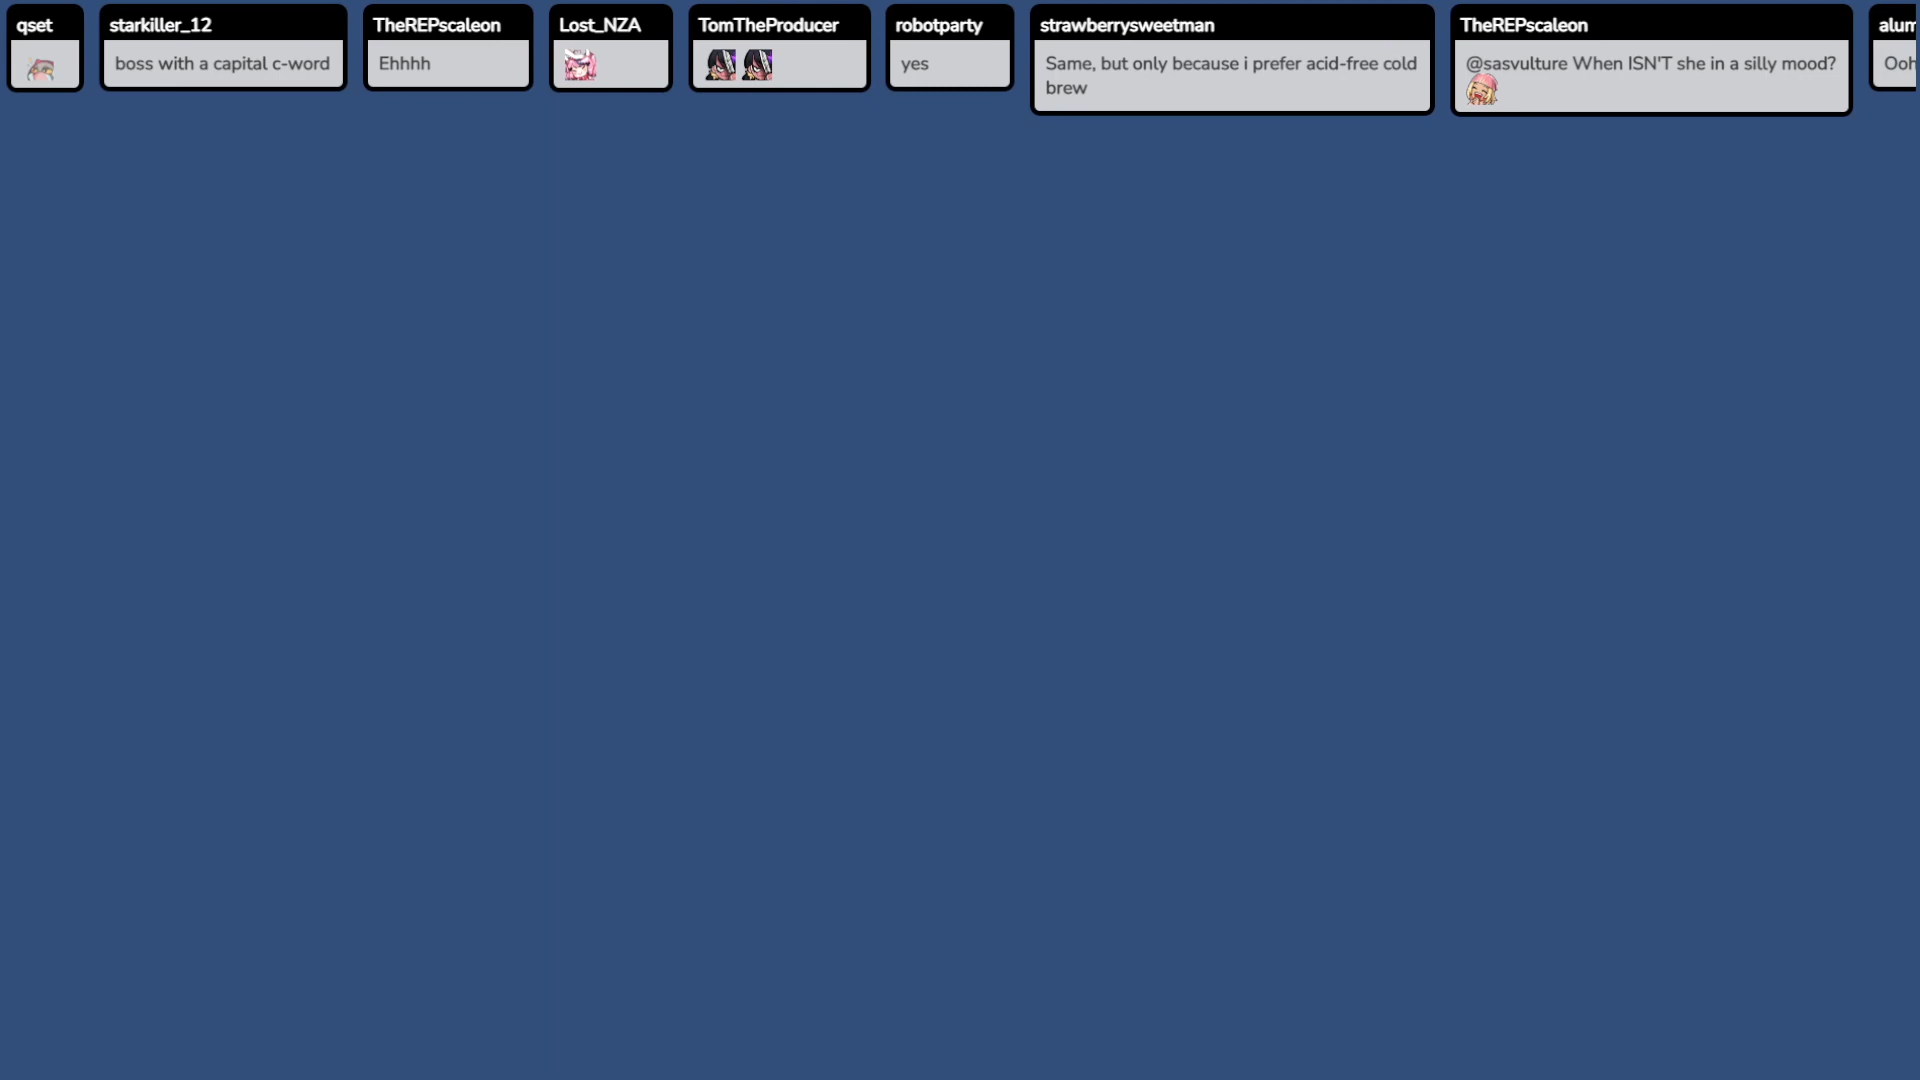 qset
starkiller_12
boss with a capital c-word
TheREPscaleon
Ehhhh
Lost_NZA
TomTheProducer
robotparty
yes
strawberrysweetman
Same, but only because i prefer acid-free cold
brew
TheREPscaleon
@sasvulture When ISN'T she in a silly mood?